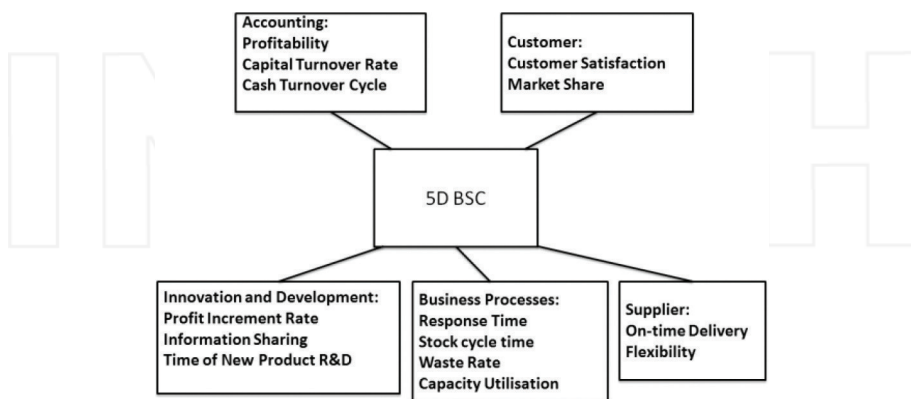 Accounting:
Profitability
Capital Turnover Rate
Cash Turnover Cycle
Customer:
Customer Satisfaction
Market Share
5D BSC
Innovation and Development:
Profit Increment Rate
Information Sharing
Time of New Product R&D
Business Processes:
Response Time
Stock cycle time
Waste Rate
Capacity Utilisation
Supplier:
On-time Delivery
Flexibility